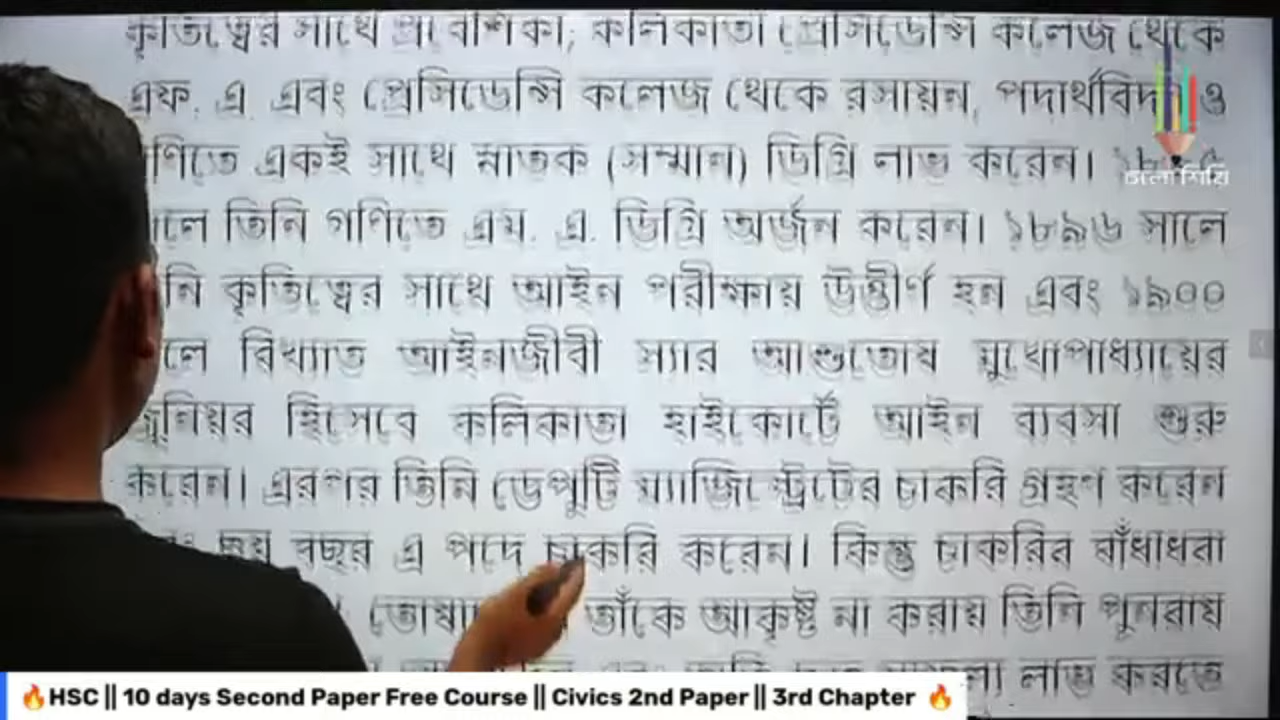 কৃতিত্বের সাথে প্রবেশিকা; কলিকাতা প্রেসিডেন্সি কলেজ থেকে
এফ. এ. এবং প্রেসিডেন্সি কলেজ থেকে রসায়ন, পদার্থবিদ্যা ও
ণিতে একই সাথে স্নাতক (সম্মান) ডিগ্রি লাভ করেন।
লে তিনি গণিতে এম. এ. ডিগ্রি অর্জন করেন। ১৮৯৬ সালে
নি কৃতিত্বের সাথে আইন পরীক্ষায় উত্তীর্ণ হন এবং ১৯০০
লে বিখ্যাত আইনজীবী স্যার আশুতোষ মুখোপাধ্যায়ের
জুনিয়র হিসেবে কলিকাতা হাইকোর্টে আইন ব্যবসা শুরু
করেন। এরপর তিনি ডেপুটি ম্যাজিস্ট্রেটের চাকরি গ্রহণ করেন
ছয় বছর এ পদে চাকরি করেন। কিন্তু চাকরির বাঁধাধরা
তাঁকে আকৃষ্ট না করায় তিনি পুনরায়
লাভ করতে
🔥HSC || 10 days Second Paper Free Course || Civics 2nd Paper || 3rd Chapter 🔥